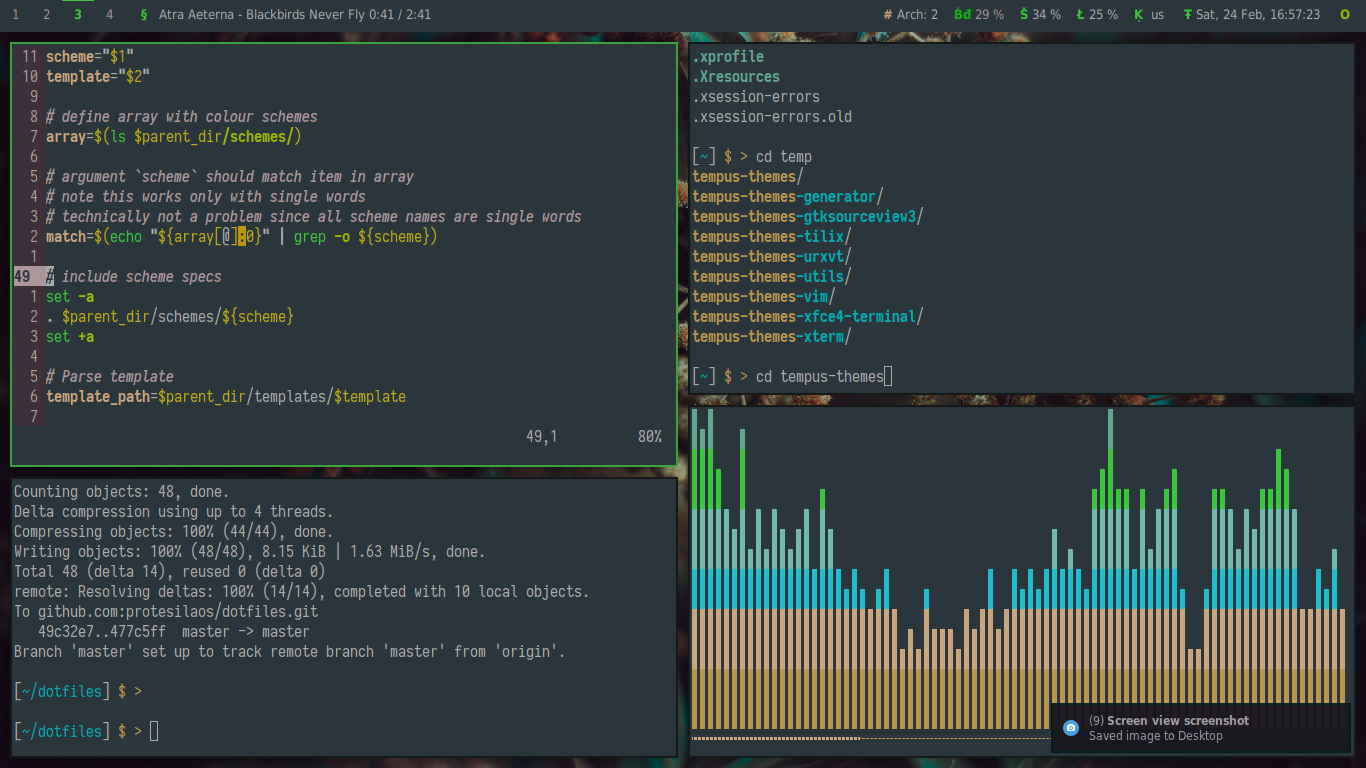 1 2 3 4 § Atra Aeterna - Blackbirds Never Fly 0:41 / 2:41 # Arch: 2 Ḃđ 29 % Š 34 % Ł 25 % Ķ us Ŧ Sat, 24 Feb, 16:57:23 O
11 scheme="$1"
10 template="$2"
9
8 # define array with colour schemes
7 array=$(ls $parent_dir/schemes/)
6
5 # argument `scheme` should match item in array
4 # note this works only with single words
3 # technically not a problem since all scheme names are single words
2 match=$(echo "${array[@]:0}" | grep -o ${scheme})
1
49 # include scheme specs
1 set -a
2 . $parent_dir/schemes/${scheme}
3 set +a
4
5 # Parse template
6 template_path=$parent_dir/templates/$template
7
49,1 80%
.xprofile
.Xresources
.xsession-errors
.xsession-errors.old
[~] $ > cd temp
tempus-themes/
tempus-themes-generator/
tempus-themes-gtksourceview3/
tempus-themes-tilix/
tempus-themes-urxvt/
tempus-themes-utils/
tempus-themes-vim/
tempus-themes-xfce4-terminal/
tempus-themes-xterm/
[~] $ > cd tempus-themes
Counting objects: 48, done.
Delta compression using up to 4 threads.
Compressing objects: 100% (44/44), done.
Writing objects: 100% (48/48), 8.15 KiB | 1.63 MiB/s, done.
Total 48 (delta 14), reused 0 (delta 0)
remote: Resolving deltas: 100% (14/14), completed with 10 local objects.
To github.com:protesilaos/dotfiles.git
49c32e7..477c5ff master -> master
Branch 'master' set up to track remote branch 'master' from 'origin'.
[~/dotfiles] $ >
[~/dotfiles] $ >
(9) Screen view screenshot
Saved image to Desktop